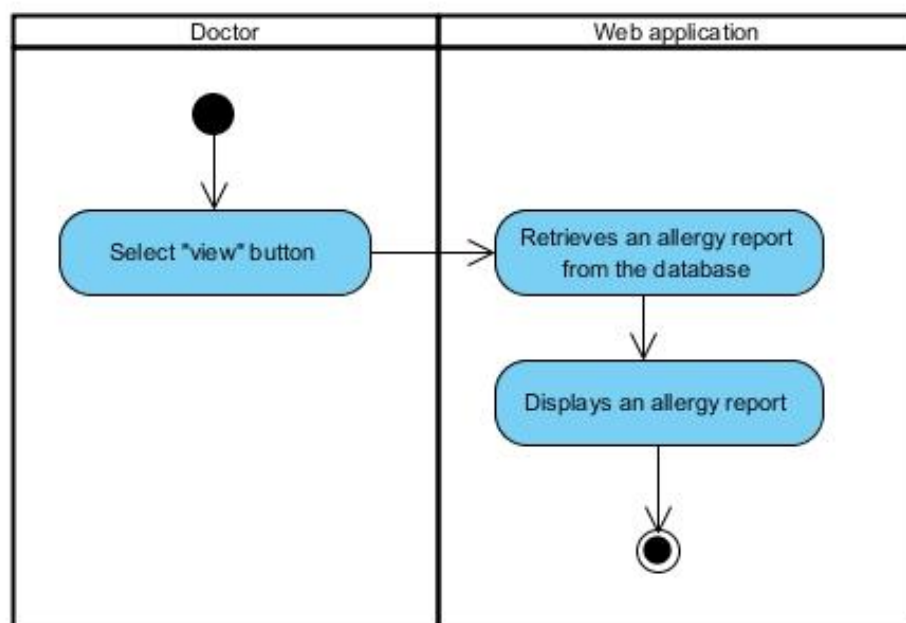 Doctor
Web application
Select "view" button
Retrieves an allergy report
from the database
Displays an allergy report